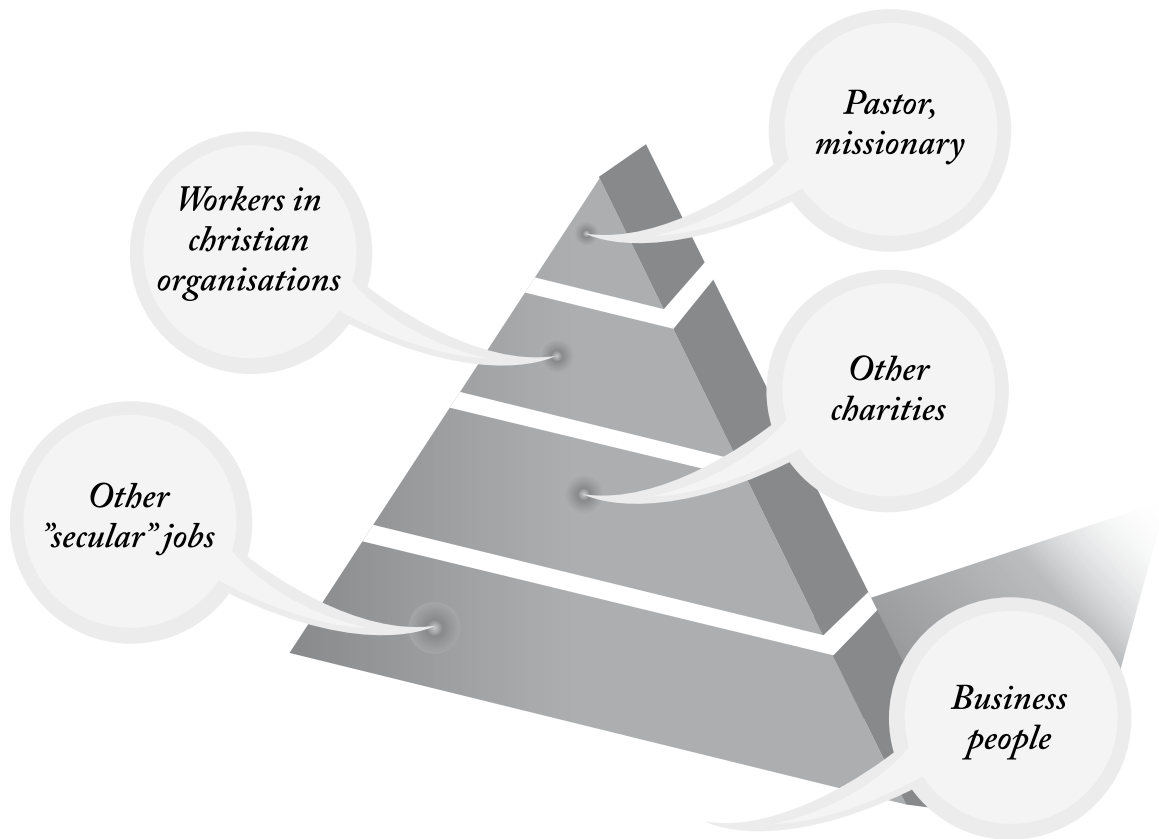 Pastor,
missionary
Workers in
christian
organisations
Other
charities
Other
”secular” jobs
Business
people